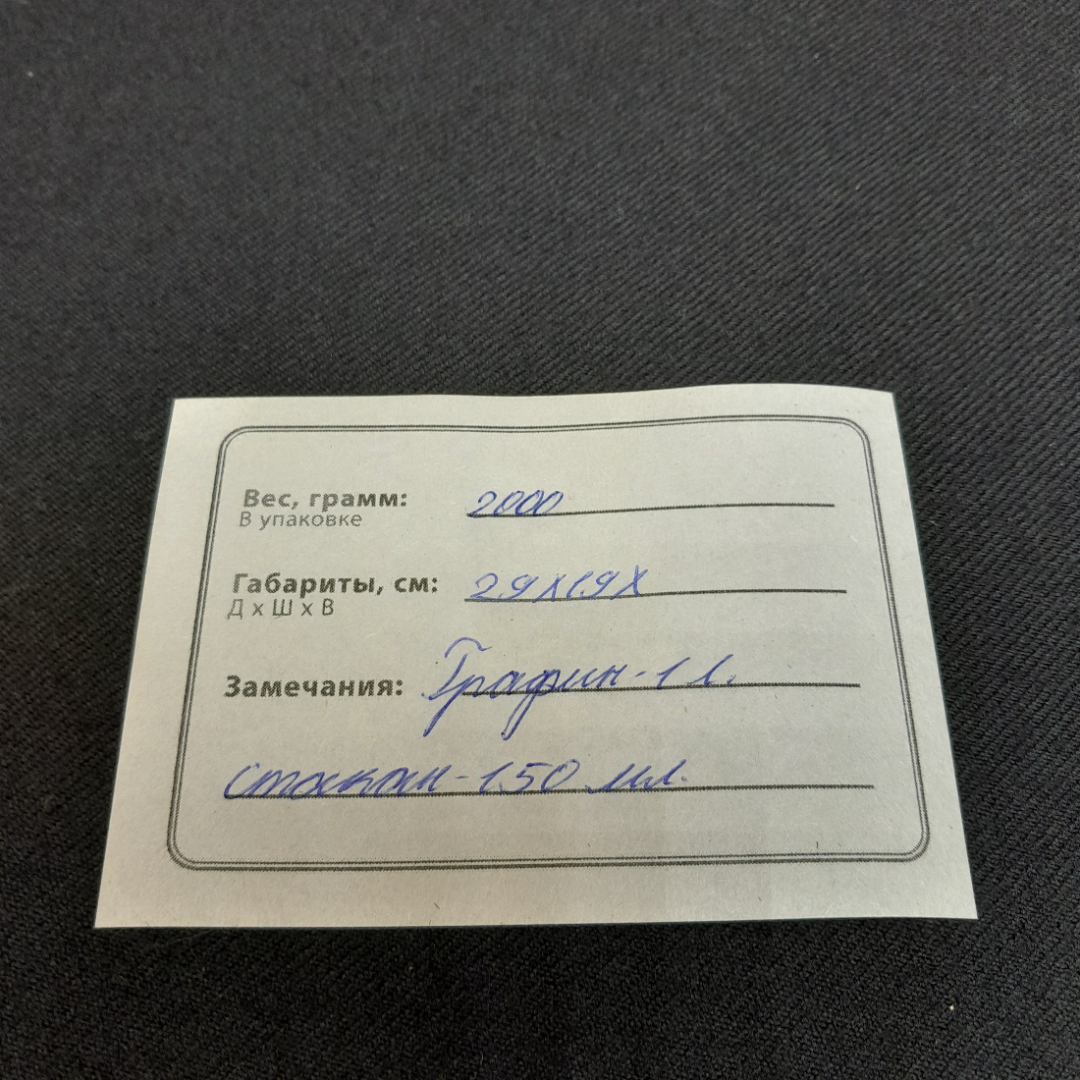 Вес, грамм: 2000
В упаковке
Габариты, см: 29х19х
Д х Ш х В
Замечания: Графин-1 л.
стакан-150 мл.